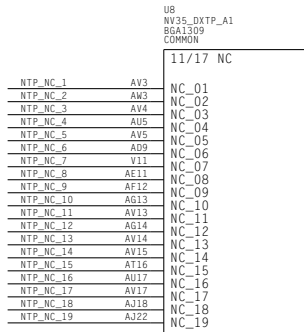 U8
NV35_DXTP_A1
BGA1309
COMMON
11/17 NC
NTP_NC_1 AV3 NC_01
NTP_NC_2 AW3 NC_02
NTP_NC_3 AV4 NC_03
NTP_NC_4 AU5 NC_04
NTP_NC_5 AV5 NC_05
NTP_NC_6 AD9 NC_06
NTP_NC_7 V11 NC_07
NTP_NC_8 AE11 NC_08
NTP_NC_9 AF12 NC_09
NTP_NC_10 AG13 NC_10
NTP_NC_11 AV13 NC_11
NTP_NC_12 AG14 NC_12
NTP_NC_13 AV14 NC_13
NTP_NC_14 AV15 NC_14
NTP_NC_15 AT16 NC_15
NTP_NC_16 AU17 NC_16
NTP_NC_17 AV17 NC_17
NTP_NC_18 AJ18 NC_18
NTP_NC_19 AJ22 NC_19